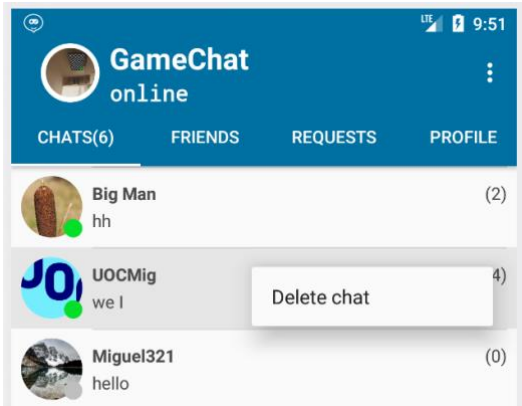 LTE 9:51
GameChat
online
CHATS(6) FRIENDS REQUESTS PROFILE
Big Man (2)
hh
UOCMig 4)
we l
Delete chat
Miguel321 (0)
hello